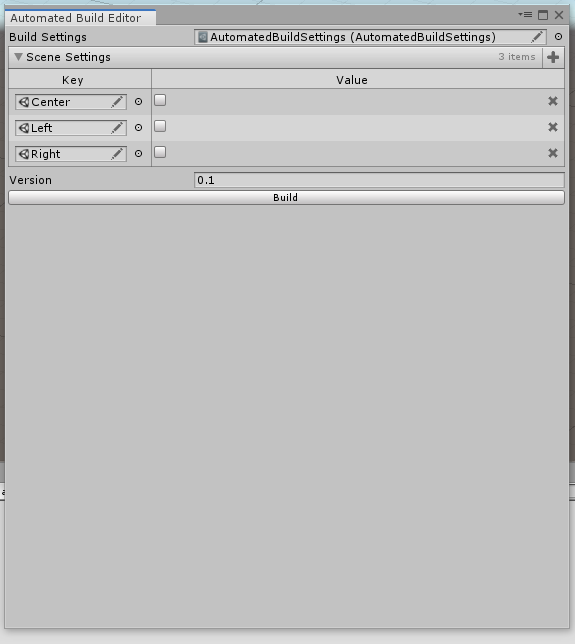 Automated Build Editor
Build Settings AutomatedBuildSettings (AutomatedBuildSettings)
Scene Settings 3 items
Key Value
Center
Left
Right
Version 0.1
Build